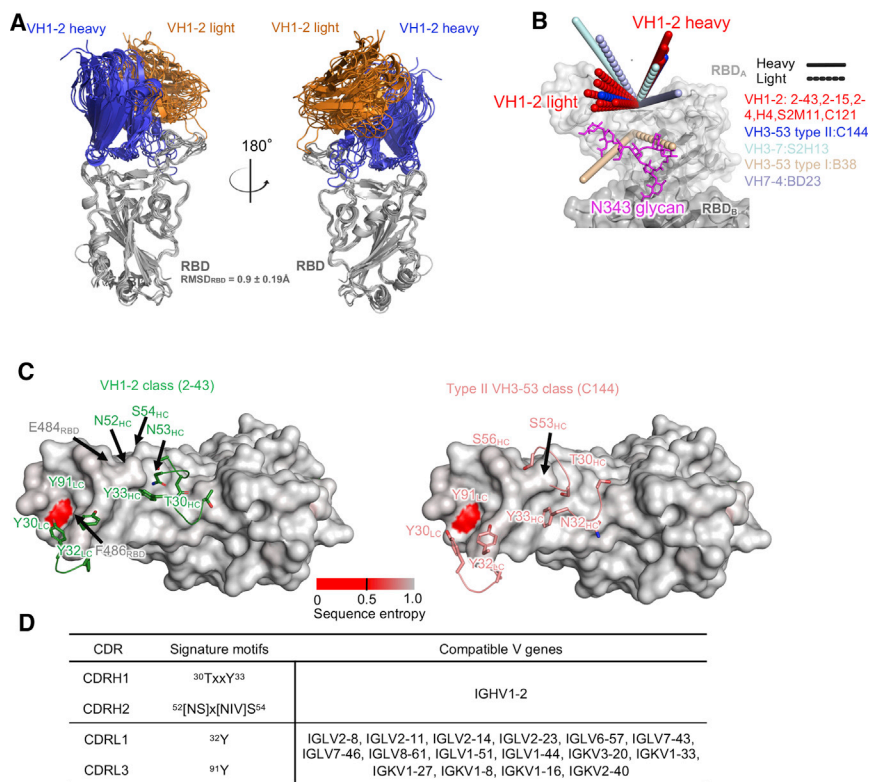 A
VH1-2 heavy VH1-2 light
VH1-2 light VH1-2 heavy
180°
RBD
RMSDRBD = 0.9 ± 0.19Å
RBD
B
VH1-2 heavy
RBDA
Heavy
Light
VH1-2 light
VH1-2: 2-43,2-15,2-
4,H4,S2M11,C121
VH3-53 type II:C144
VH3-7:S2H13
VH3-53 type I:B38
VH7-4:BD23
N343 glycan
RBDB
C
VH1-2 class (2-43)
S54HC
N52HC
E484RBD
N53HC
Y91LC
Y33HC
T30HC
Y30LC
Y32LC
F486RBD
Type II VH3-53 class (C144)
S53HC
S56HC
T30HC
Y91LC
Y33HC
N32HC
Y30LC
Y32LC
0 0.5 1.0
Sequence entropy
D
CDR Signature motifs Compatible V genes
CDRH1 30TxxY33
IGHV1-2
CDRH2 52[NS]x[NIV]S54
CDRL1 32Y
CDRL3 91Y
IGLV2-8, IGLV2-11, IGLV2-14, IGLV2-23, IGLV6-57, IGLV7-43,
IGLV7-46, IGLV8-61, IGLV1-51, IGLV1-44, IGKV3-20, IGKV1-33,
IGKV1-27, IGKV1-8, IGKV1-16, IGKV2-40